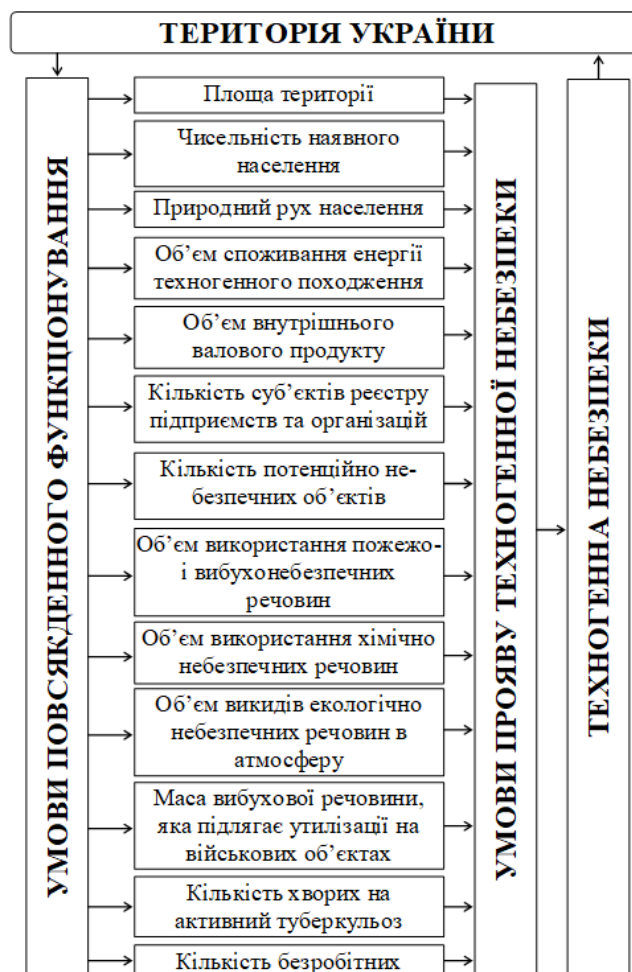 ТЕРИТОРІЯ УКРАЇНИ
УМОВИ ПОВСЯКДЕННОГО ФУНКЦІОНУВАННЯ
Площа території
Чисельність наявного
населення
Природний рух населення
Об’єм споживання енергії
техногенного походження
Об’єм внутрішнього
валового продукту
Кількість суб’єктів реєстру
підприємств та організацій
Кількість потенційно не-
безпечних об’єктів
Об’єм використання пожежо-
і вибухонебезпечних
речовин
Об’єм використання хімічно
небезпечних речовин
Об’єм викидів екологічно
небезпечних речовин в
атмосферу
Маса вибухової речовини,
яка підлягає утилізації на
військових об’єктах
Кількість хворих на
активний туберкульоз
Кількість безробітних
УМОВИ ПРОЯВУ ТЕХНОГЕННОЇ НЕБЕЗПЕКИ
ТЕХНОГЕННА НЕБЕЗПЕКИ